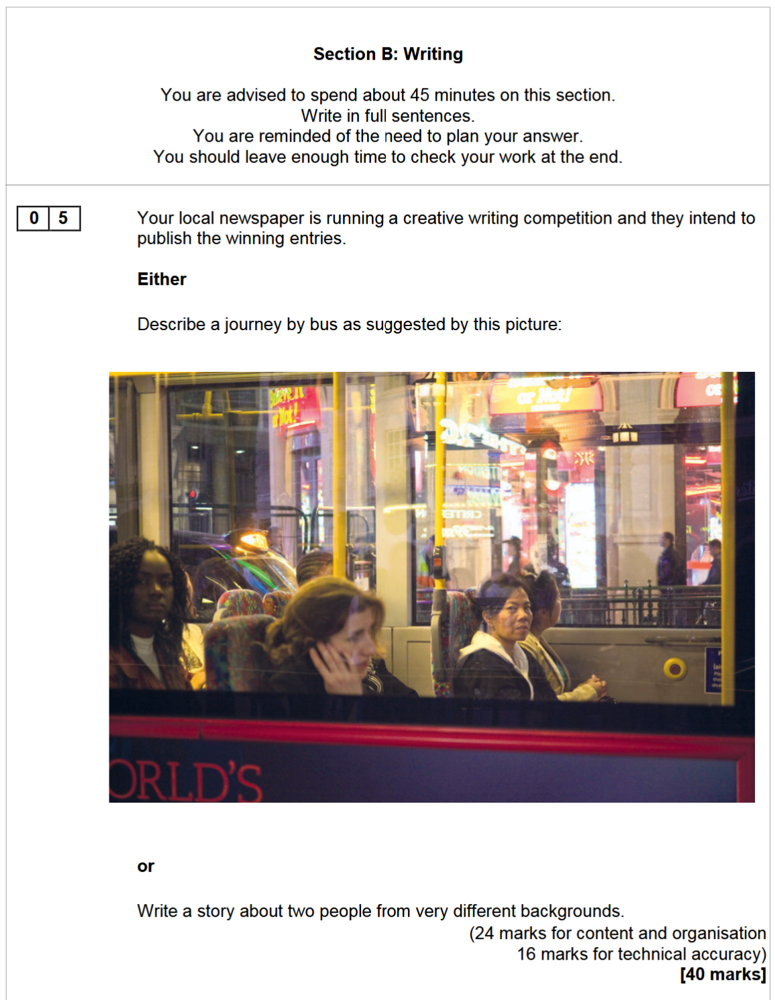 Section B: Writing
You are advised to spend about 45 minutes on this section.
Write in full sentences.
You are reminded of the need to plan your answer.
You should leave enough time to check your work at the end.
0 5
Your local newspaper is running a creative writing competition and they intend to
publish the winning entries.
Either
Describe a journey by bus as suggested by this picture:
or Not!
or Not!
ORLD'S
or
Write a story about two people from very different backgrounds.
(24 marks for content and organisation
16 marks for technical accuracy)
[40 marks]